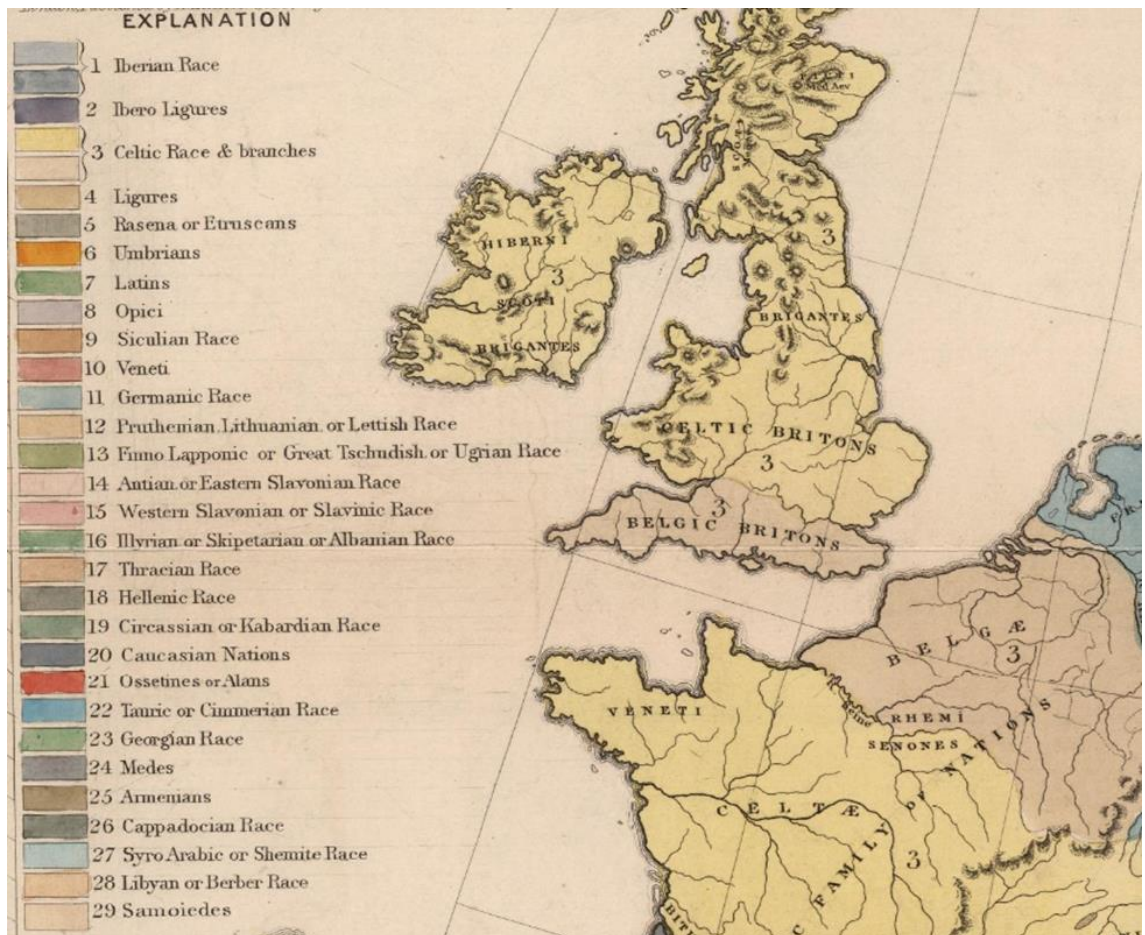 EXPLANATION
1 Iberian Race
2 Ibero Ligures
3 Celtic Race & branches
4 Ligures
5 Rasena or Etruscans
6 Umbrians
7 Latins
8 Opici
9 Siculian Race
10 Veneti
11 Germanic Race
12 Pruthenian Lithuanian or Lettish Race
13 Finno Lapponic or Great Tschudish or Ugrian Race
14 Antian or Eastern Slavonian Race
15 Western Slavonian or Slavinic Race
16 Illyrian or Skipetarian or Albanian Race
17 Thracian Race
18 Hellenic Race
19 Circassian or Kabardian Race
20 Caucasian Nations
21 Ossetines or Alans
22 Tauric or Cimmerian Race
23 Georgian Race
24 Medes
25 Armenians
26 Cappadocian Race
27 Syro Arabic or Shemite Race
28 Libyan or Berber Race
29 Samoiedes
Med Aev
3
HIBERNI
3
SCOTI
BRIGANTES
BRIGANTES
CELTIC BRITONS
3
3
BELGIC BRITONS
BELGÆ
3
VENETI
Seine
RHEMI
SENONES
CELTÆ
3
FAMILY OF NATIONS